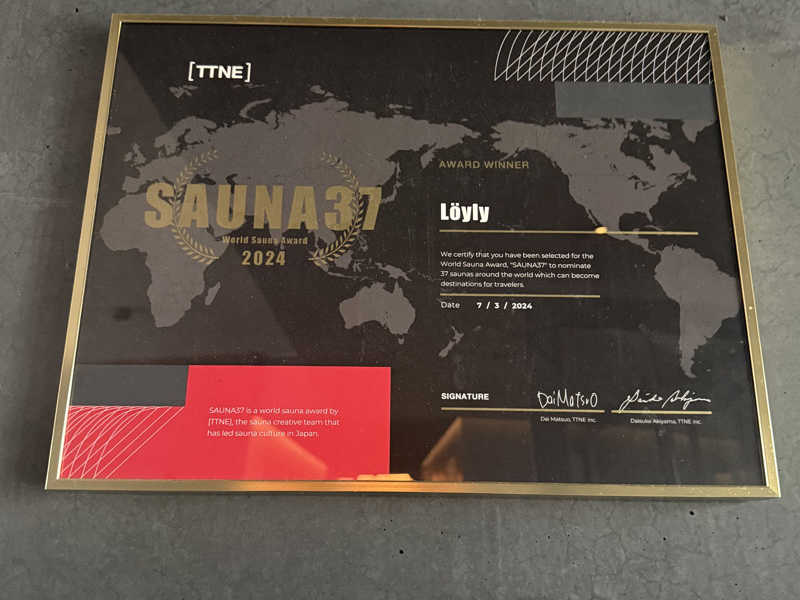 [TTNE]
SAUNA37
World Sauna Award
2024
AWARD WINNER
Löyly
We certify that you have been selected for the
World Sauna Award, "SAUNA37" to nominate
37 saunas around the world which can become
destinations for travelers.
Date 7 / 3 / 2024
SIGNATURE
DaiMatsuo
Dai Matsuo, TTNE Inc.
Daisuke Akiyama, TTNE Inc.
SAUNA37 is a world sauna award by
[TTNE], the sauna creative team that
has led sauna culture in Japan.